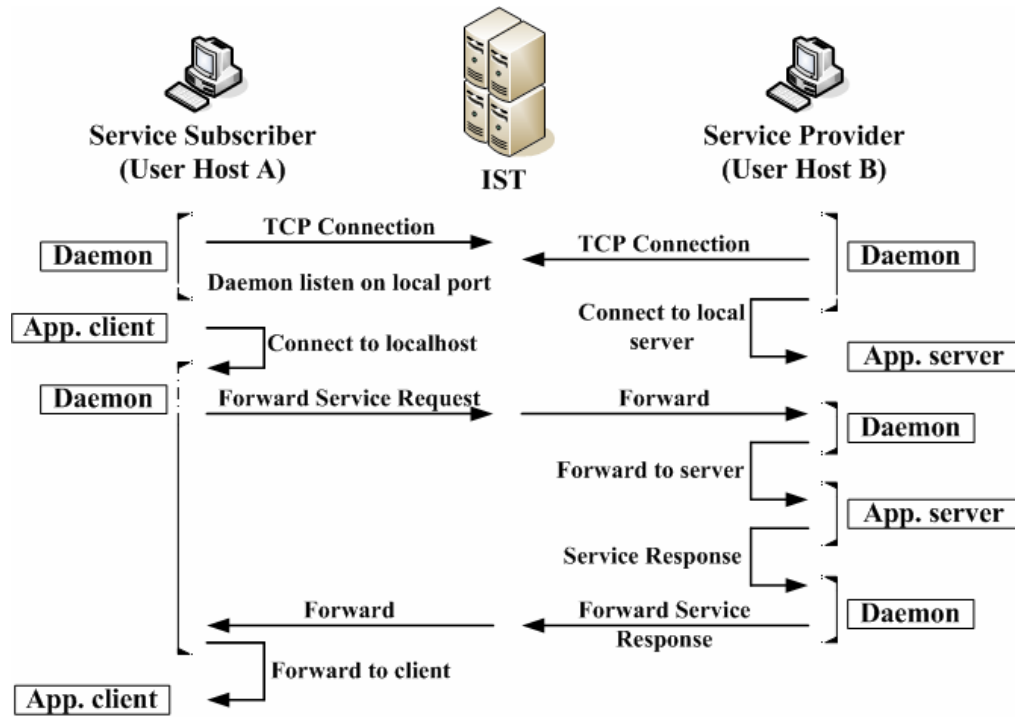 Service Subscriber
(User Host A)
IST
Service Provider
(User Host B)
TCP Connection
TCP Connection
Daemon
Daemon
Daemon listen on local port
App. client
Connect to localhost
Connect to local
server
App. server
Daemon
Forward Service Request
Forward
Daemon
Forward to server
App. server
Service Response
Forward
Forward Service
Response
Daemon
Forward to client
App. client